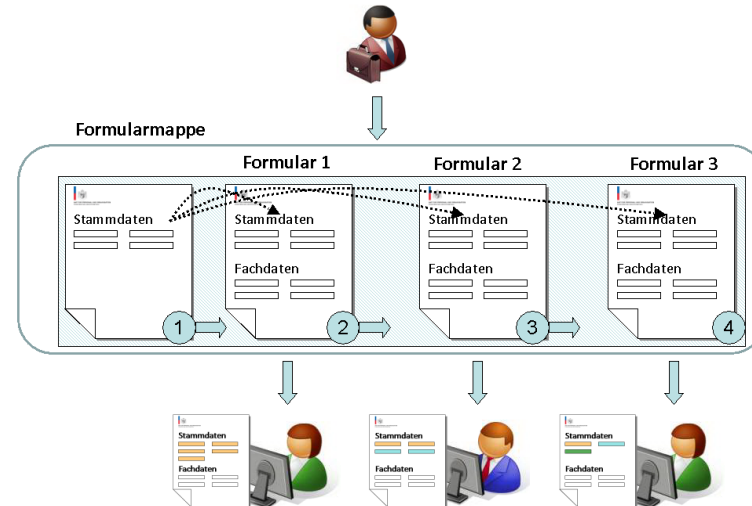 Formularmappe
Formular 1
Formular 2
Formular 3
Stammdaten
Stammdaten
Stammdaten
Stammdaten
Fachdaten
Fachdaten
Fachdaten
1
2
3
4
Stammdaten
Stammdaten
Stammdaten
Fachdaten
Fachdaten
Fachdaten